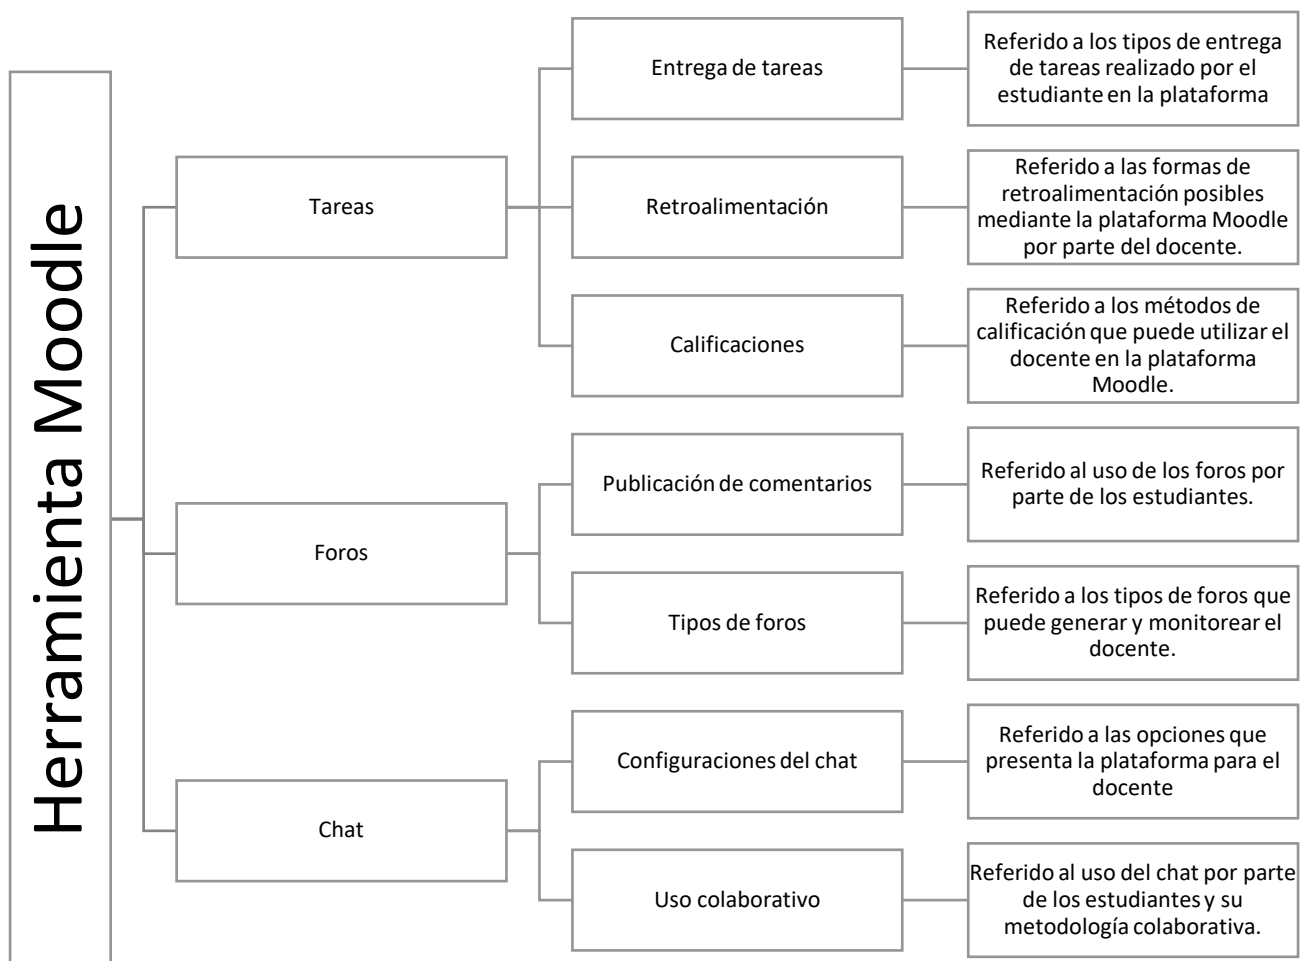 Herramienta Moodle
Tareas
Entrega de tareas
Referido a los tipos de entrega
de tareas realizado por el
estudiante en la plataforma
Retroalimentación
Referido a las formas de
retroalimentación posibles
mediante la plataforma Moodle
por parte del docente.
Calificaciones
Referido a los métodos de
calificación que puede utilizar el
docente en la plataforma
Moodle.
Foros
Publicación de comentarios
Referido al uso de los foros por
parte de los estudiantes.
Tipos de foros
Referido a los tipos de foros que
puede generar y monitorear el
docente.
Chat
Configuraciones del chat
Referido a las opciones que
presenta la plataforma para el
docente
Uso colaborativo
Referido al uso del chat por parte
de los estudiantes y su
metodología colaborativa.